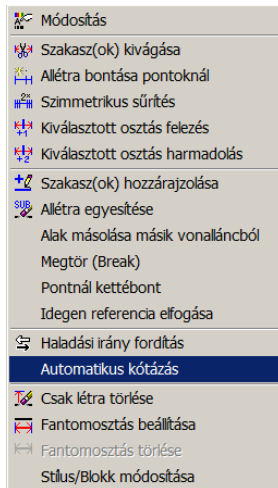 Módosítás
Szakasz(ok) kivágása
Allétra bontása pontoknál
Szimmetrikus sűrítés
Kiválasztott osztás felezés
Kiválasztott osztás harmadolás
Szakasz(ok) hozzárajzolása
Allétra egyesítése
Alak másolása másik vonalláncból
Megtör (Break)
Pontnál kettébont
Idegen referencia elfogása
Haladási irány fordítás
Automatikus kótázás
Csak létra törlése
Fantomosztás beállítása
Fantomosztás törlése
Stílus/Blokk módosítása